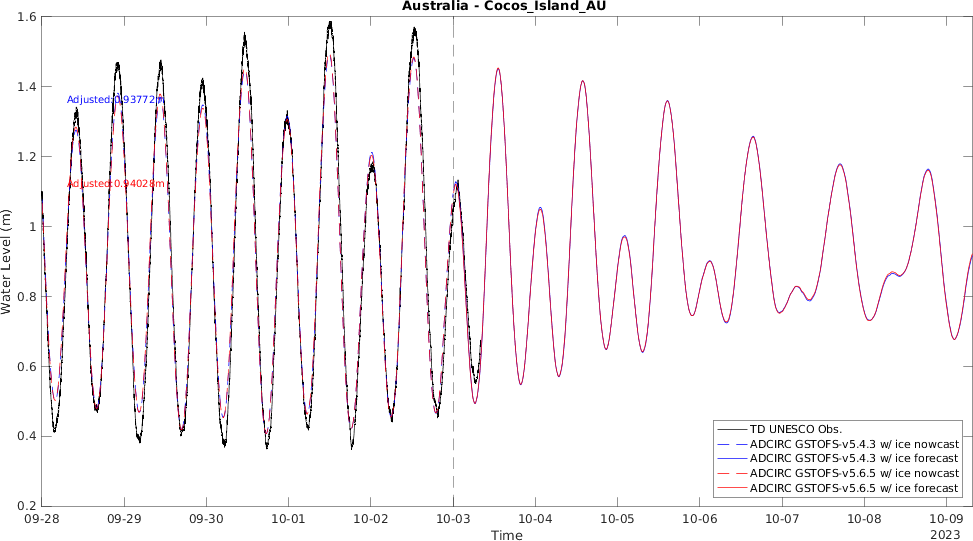 Australia - Cocos_Island_AU
1.6
1.4
1.2
1
0.8
0.6
0.4
0.2
Water Level (m)
Adjusted:0.93772m
Adjusted:0.94028m
TD UNESCO Obs.
ADCIRC GSTOFS-v5.4.3 w/ ice nowcast
ADCIRC GSTOFS-v5.4.3 w/ ice forecast
ADCIRC GSTOFS-v5.6.5 w/ ice nowcast
ADCIRC GSTOFS-v5.6.5 w/ ice forecast
09-28 09-29 09-30 10-01 10-02 10-03 10-04 10-05 10-06 10-07 10-08 10-09
Time
2023